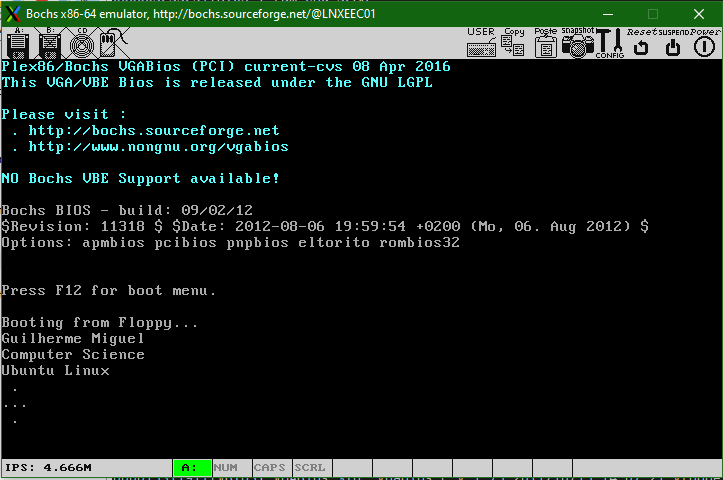 Bochs x86-64 emulator, http://bochs.sourceforge.net/@LNXEEC01
A: B: CD USER Copy Paste snapshot CONFIG Reset SUSPEND Power
Plex86/Bochs VGABios (PCI) current-cvs 08 Apr 2016
This VGA/VBE Bios is released under the GNU LGPL
Please visit :
. http://bochs.sourceforge.net
. http://www.nongnu.org/vgabios
NO Bochs VBE Support available!
Bochs BIOS - build: 09/02/12
$Revision: 11318 $ $Date: 2012-08-06 19:59:54 +0200 (Mo, 06. Aug 2012) $
Options: apmbios pcibios pnpbios eltorito rombios32
Press F12 for boot menu.
Booting from Floppy...
Guilherme Miguel
Computer Science
Ubuntu Linux
.
...
.
IPS: 4.666M A: NUM CAPS SCRL